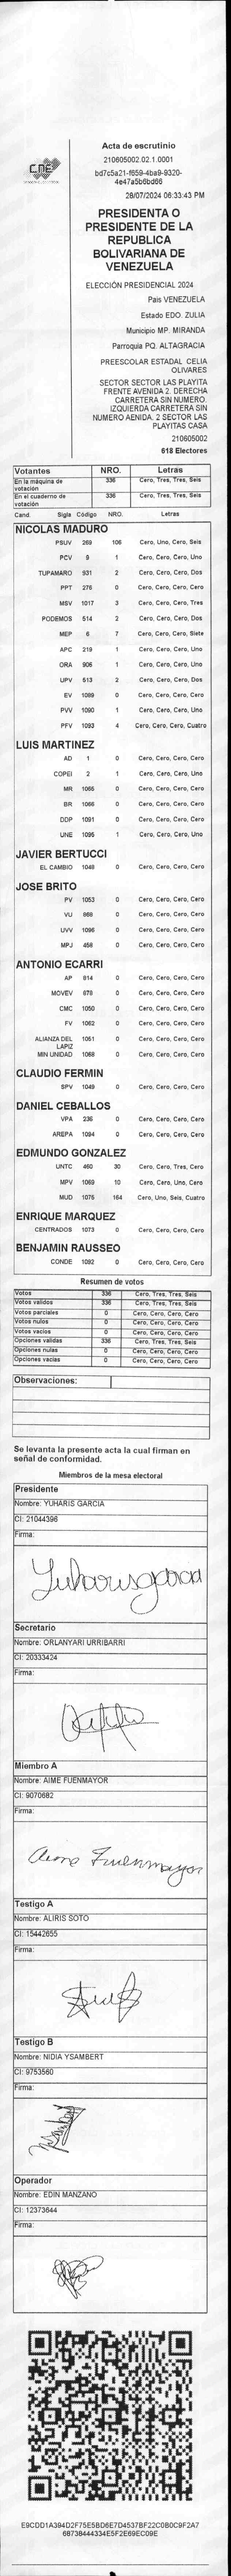 CNE
Acta de escrutinio
210605002.02.1.0001
bd7c5a21-f659-4ba9-9320-
4e47a5b6bd66
28/07/2024 06:33:43 PM
PRESIDENTA O
PRESIDENTE DE LA
REPUBLICA
BOLIVARIANA DE
VENEZUELA
ELECCIÓN PRESIDENCIAL 2024
Pais VENEZUELA
Estado EDO. ZULIA
Municipio MP. MIRANDA
Parroquia PQ. ALTAGRACIA
PREESCOLAR ESTADAL CELIA
OLIVARES
SECTOR SECTOR LAS PLAYITA
FRENTE AVENIDA 2. DERECHA
CARRETERA SIN NUMERO.
IZQUIERDA CARRETERA SIN
NUMERO AENIDA. 2 SECTOR LAS
PLAYITAS CASA
210605002
618 Electores
Votantes NRO. Letras
En la máquina de votación 336 Cero, Tres, Tres, Seis
En el cuaderno de votación 336 Cero, Tres, Tres, Seis
Cand. Sigla Codigo NRO. Letras
NICOLAS MADURO
PSUV 269 106 Cero, Uno, Cero, Seis
PCV 9 1 Cero, Cero, Cero, Uno
TUPAMARO 931 2 Cero, Cero, Cero, Dos
PPT 276 0 Cero, Cero, Cero, Cero
MSV 1017 3 Cero, Cero, Cero, Tres
PODEMOS 514 2 Cero, Cero, Cero, Dos
MEP 6 7 Cero, Cero, Cero, Siete
APC 219 1 Cero, Cero, Cero, Uno
ORA 906 1 Cero, Cero, Cero, Uno
UPV 513 2 Cero, Cero, Cero, Dos
EV 1099 0 Cero, Cero, Cero, Cero
PVV 1090 1 Cero, Cero, Cero, Uno
PFV 1093 4 Cero, Cero, Cero, Cuatro
LUIS MARTINEZ
AD 1 0 Cero, Cero, Cero, Cero
COPEI 2 1 Cero, Cero, Cero, Uno
MR 1065 0 Cero, Cero, Cero, Cero
BR 1066 0 Cero, Cero, Cero, Cero
DDP 1091 0 Cero, Cero, Cero, Cero
UNE 1095 1 Cero, Cero, Cero, Uno
JAVIER BERTUCCI
EL CAMBIO 1048 0 Cero, Cero, Cero, Cero
JOSE BRITO
PV 1053 0 Cero, Cero, Cero, Cero
VU 868 0 Cero, Cero, Cero, Cero
UVV 1096 0 Cero, Cero, Cero, Cero
MPJ 458 0 Cero, Cero, Cero, Cero
ANTONIO ECARRI
AP 814 0 Cero, Cero, Cero, Cero
MOVEV 679 0 Cero, Cero, Cero, Cero
CMC 1050 0 Cero, Cero, Cero, Cero
FV 1062 0 Cero, Cero, Cero, Cero
ALIANZA DEL LAPIZ 1051 0 Cero, Cero, Cero, Cero
MIN UNIDAD 1068 0 Cero, Cero, Cero, Cero
CLAUDIO FERMIN
SPV 1049 0 Cero, Cero, Cero, Cero
DANIEL CEBALLOS
VPA 236 0 Cero, Cero, Cero, Cero
AREPA 1094 0 Cero, Cero, Cero, Cero
EDMUNDO GONZALEZ
UNTC 460 30 Cero, Cero, Tres, Cero
MPV 1069 10 Cero, Cero, Uno, Cero
MUD 1075 164 Cero, Uno, Seis, Cuatro
ENRIQUE MARQUEZ
CENTRADOS 1073 0 Cero, Cero, Cero, Cero
BENJAMIN RAUSSEO
CONDE 1092 0 Cero, Cero, Cero, Cero
Resumen de votos
Votos 336 Cero, Tres, Tres, Seis
Votos validos 336 Cero, Tres, Tres, Seis
Votos parciales 0 Cero, Cero, Cero, Cero
Votos nulos 0 Cero, Cero, Cero, Cero
Votos vacios 0 Cero, Cero, Cero, Cero
Opciones validas 336 Cero, Tres, Tres, Seis
Opciones nulas 0 Cero, Cero, Cero, Cero
Opciones vacias 0 Cero, Cero, Cero, Cero
Observaciones:
Se levanta la presente acta la cual firman en
señal de conformidad.
Miembros de la mesa electoral
Presidente
Nombre: YUHARIS GARCIA
CI: 21044396
Firma:
Yuharisgarcia
Secretario
Nombre: ORLANYARI URRIBARRI
CI: 20333424
Firma:
Miembro A
Nombre: AIME FUENMAYOR
CI: 9070682
Firma:
Aime Fuenmayor
Testigo A
Nombre: ALIRIS SOTO
CI: 15442655
Firma:
Testigo B
Nombre: NIDIA YSAMBERT
CI: 9753560
Firma:
Operador
Nombre: EDIN MANZANO
CI: 12373644
Firma:
E9CDD1A394D2F75E5BD6E7D4537BF22C0B0C9F2A7
68738444334E5F2E69EC09E